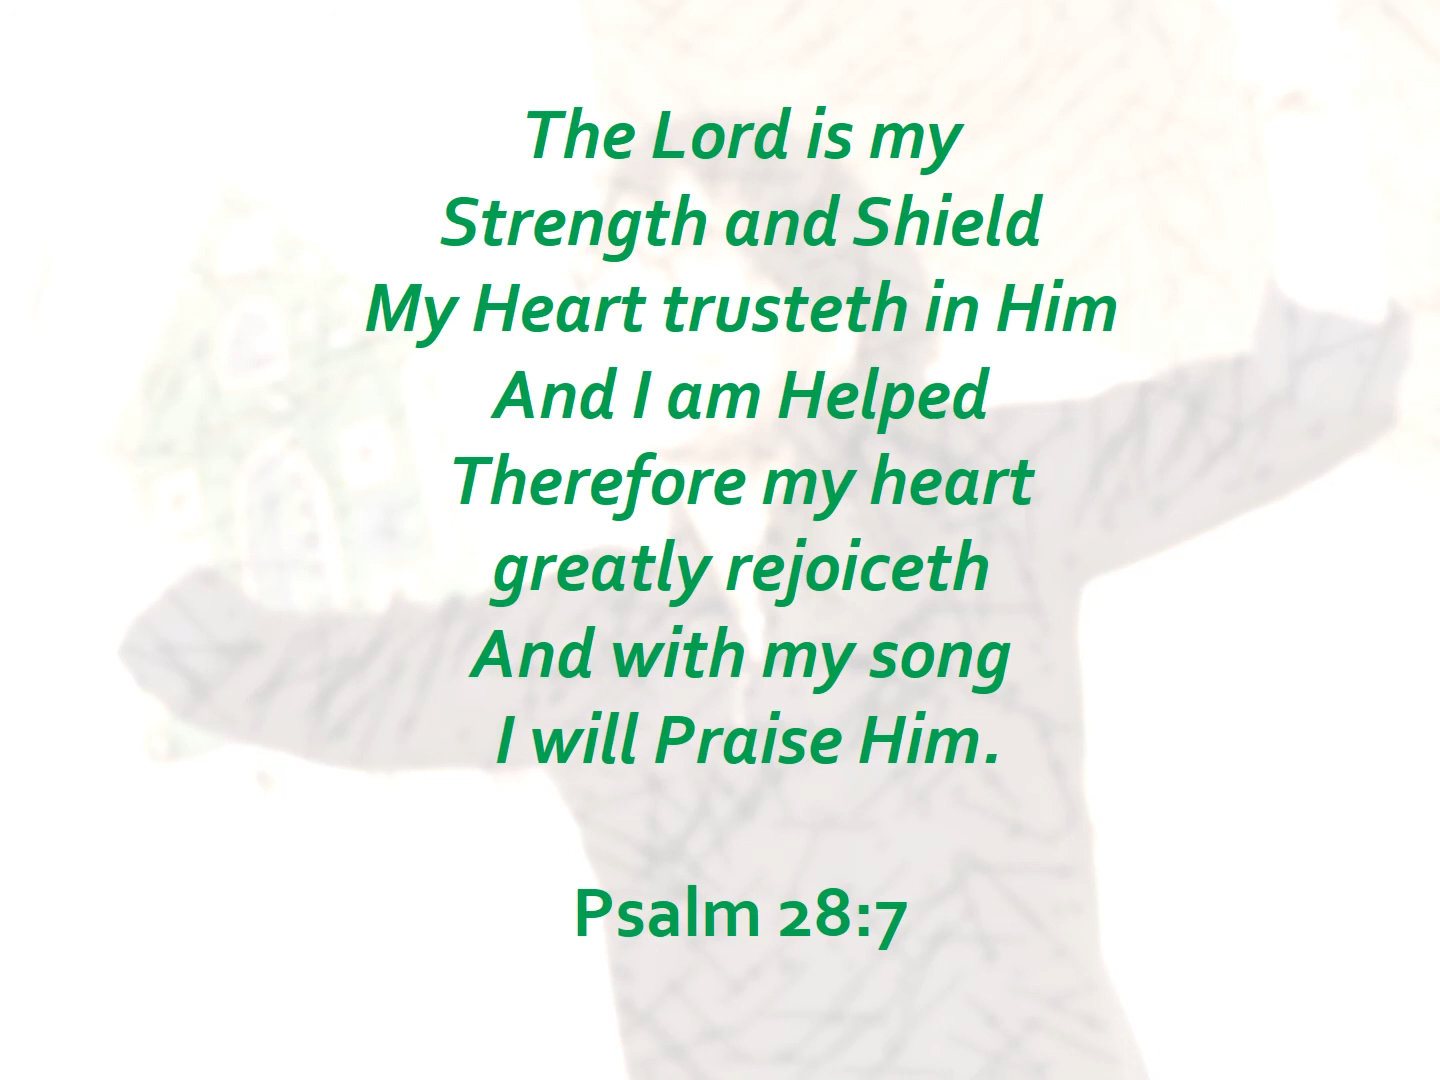 The Lord is my
Strength and Shield
My Heart trusteth in Him
And I am Helped
Therefore my heart
greatly rejoiceth
And with my song
I will Praise Him.
Psalm 28:7